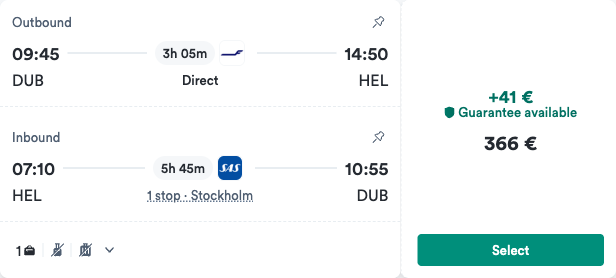 Outbound
09:45 3h 05m 14:50
DUB Direct HEL
Inbound
07:10 5h 45m SAS 10:55
HEL 1 stop · Stockholm DUB
1
+41 €
Guarantee available
366 €
Select